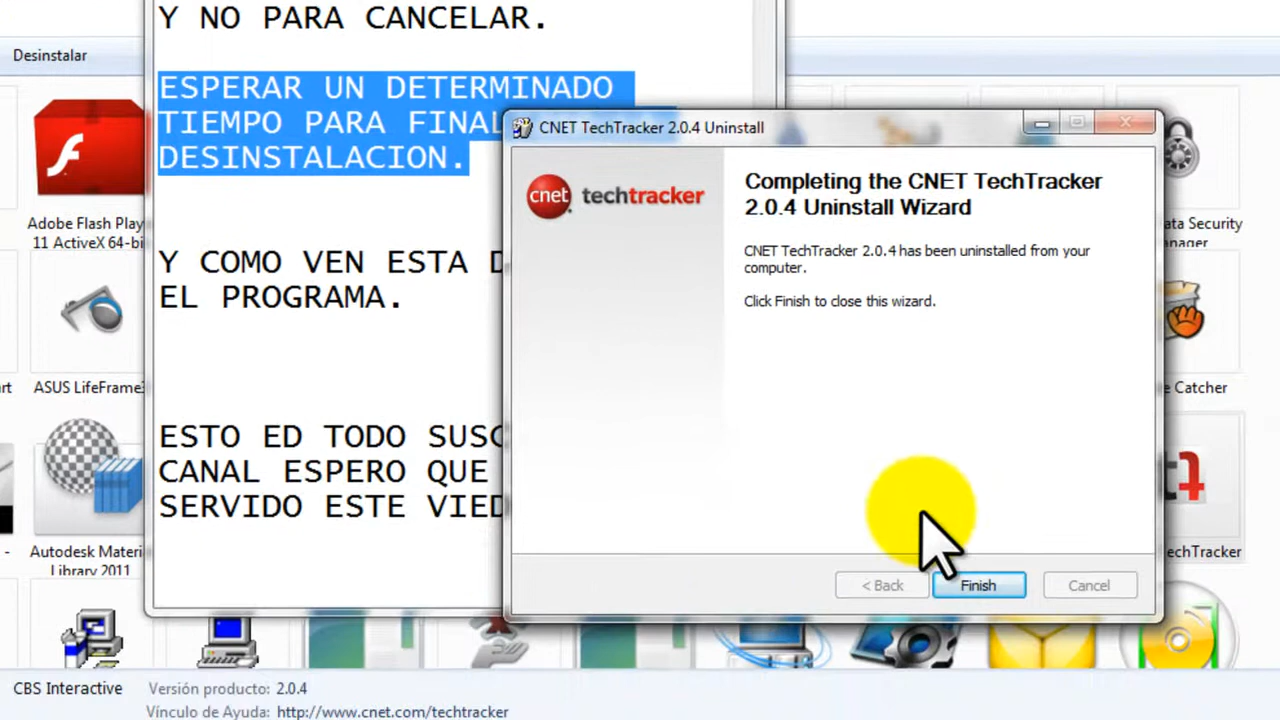 Y NO PARA CANCELAR.
Desinstalar
ESPERAR UN DETERMINADO
TIEMPO PARA FINAL
DESINSTALACION.
Y COMO VEN ESTA D
EL PROGRAMA.
ESTO ED TODO SUSC
CANAL ESPERO QUE
SERVIDO ESTE VIED
CNET TechTracker 2.0.4 Uninstall
cnet techtracker
Completing the CNET TechTracker
2.0.4 Uninstall Wizard
CNET TechTracker 2.0.4 has been uninstalled from your
computer.
Click Finish to close this wizard.
< Back
Finish
Cancel
Adobe Flash Play
11 ActiveX 64-bi
ASUS LifeFrame3
Autodesk Materi
Library 2011
ata Security
anager
e Catcher
echTracker
CBS Interactive
Versión producto: 2.0.4
Vínculo de Ayuda: http://www.cnet.com/techtracker